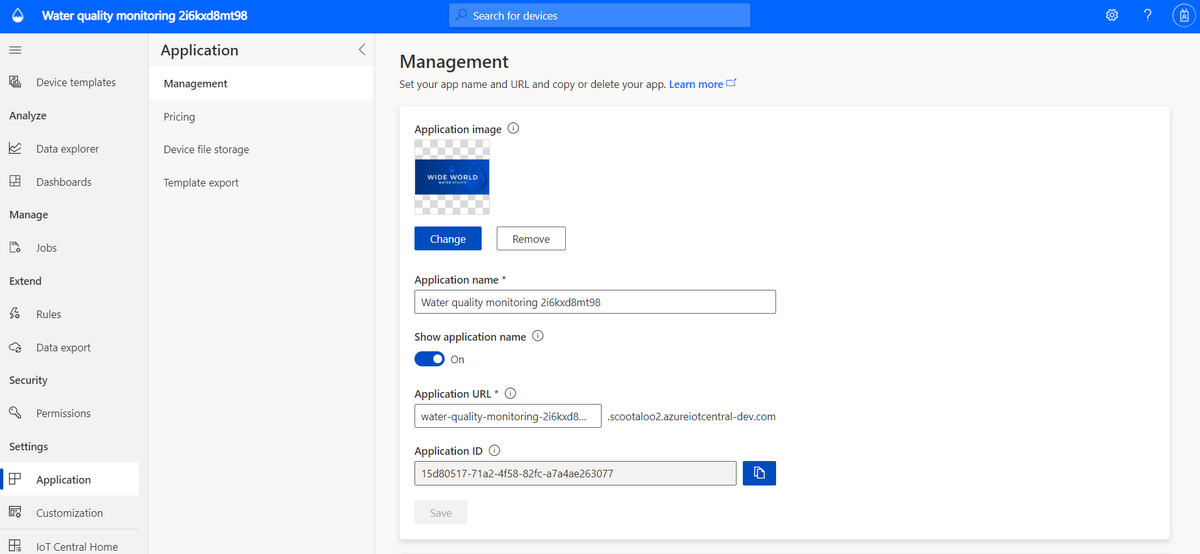 Water quality monitoring 2i6kxd8mt98
Search for devices
?
Device templates
Analyze
Data explorer
Dashboards
Manage
Jobs
Extend
Rules
Data export
Security
Permissions
Settings
Application
Customization
IoT Central Home
Application
Management
Pricing
Device file storage
Template export
Management
Set your app name and URL and copy or delete your app. Learn more
Application image
WIDE WORLD
WATER UTILITY
Change Remove
Application name *
Water quality monitoring 2i6kxd8mt98
Show application name
On
Application URL *
water-quality-monitoring-2i6kxd8... .scootaloo2.azureiotcentral-dev.com
Application ID
15d80517-71a2-4f58-82fc-a7a4ae263077
Save